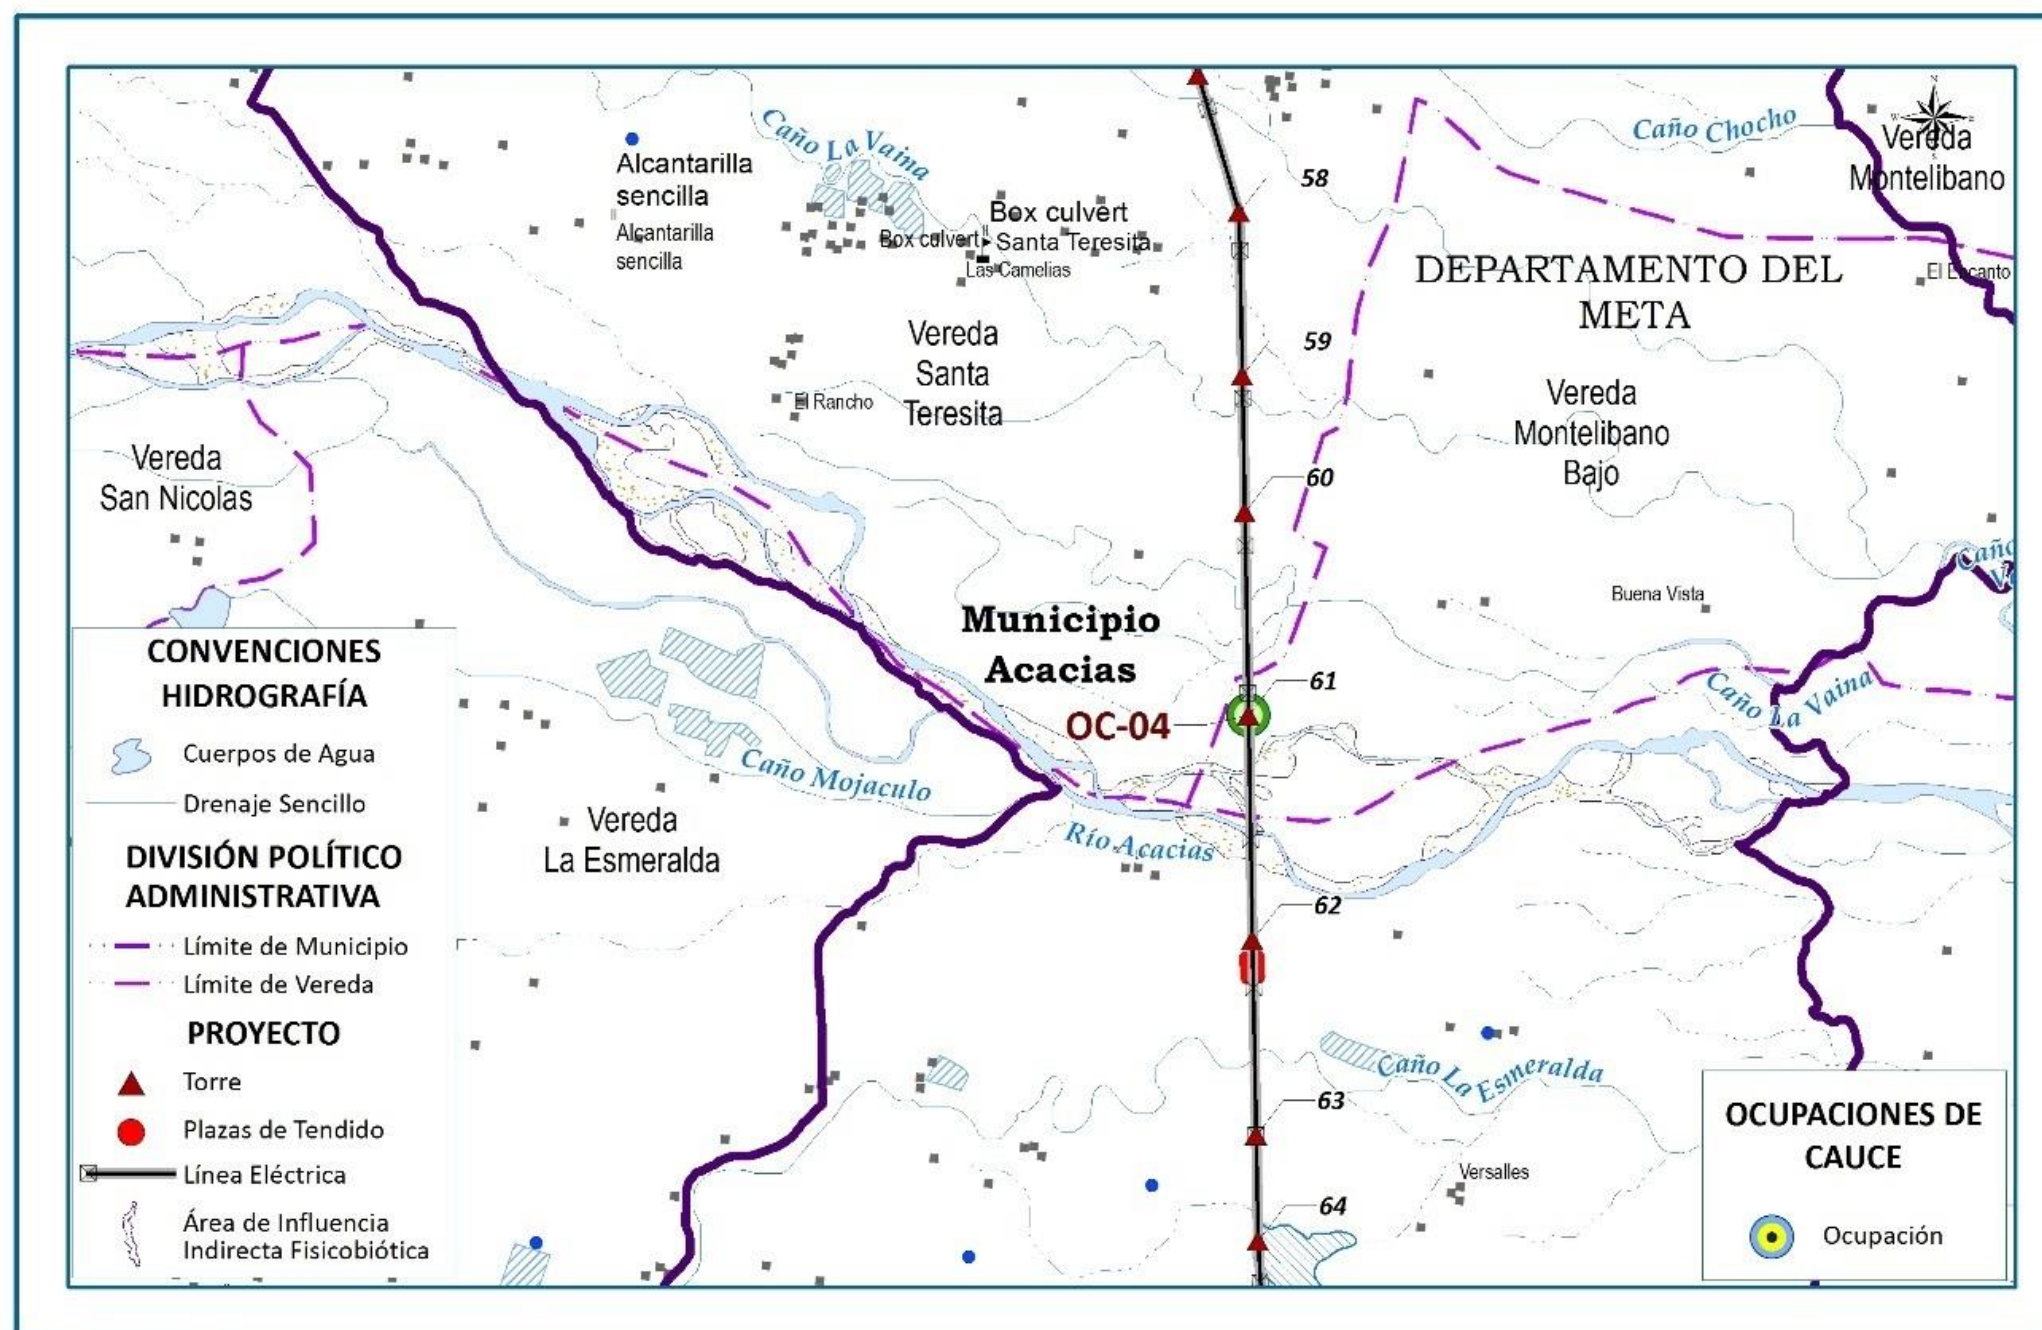 Caño La Vaina
Caño Chocho
Vereda
Montelibano
Alcantarilla
sencilla
Alcantarilla
sencilla
58
Box culvert
Box culvert
Santa Teresita
Las Camelias
DEPARTAMENTO DEL
META
El Encanto
Vereda
Santa
Teresita
59
El Rancho
Vereda
Montelibano
Bajo
Vereda
San Nicolas
60
Caño
Buena Vista
Municipio
Acacias
61
OC-04
Caño La Vaina
Caño Mojaculo
Vereda
La Esmeralda
Río Acacias
62
Caño La Esmeralda
63
Versalles
64
CONVENCIONES
HIDROGRAFÍA
Cuerpos de Agua
Drenaje Sencillo
DIVISIÓN POLÍTICO
ADMINISTRATIVA
Límite de Municipio
Límite de Vereda
PROYECTO
Torre
Plazas de Tendido
Línea Eléctrica
Área de Influencia
Indirecta Fisicobiótica
OCUPACIONES DE
CAUCE
Ocupación